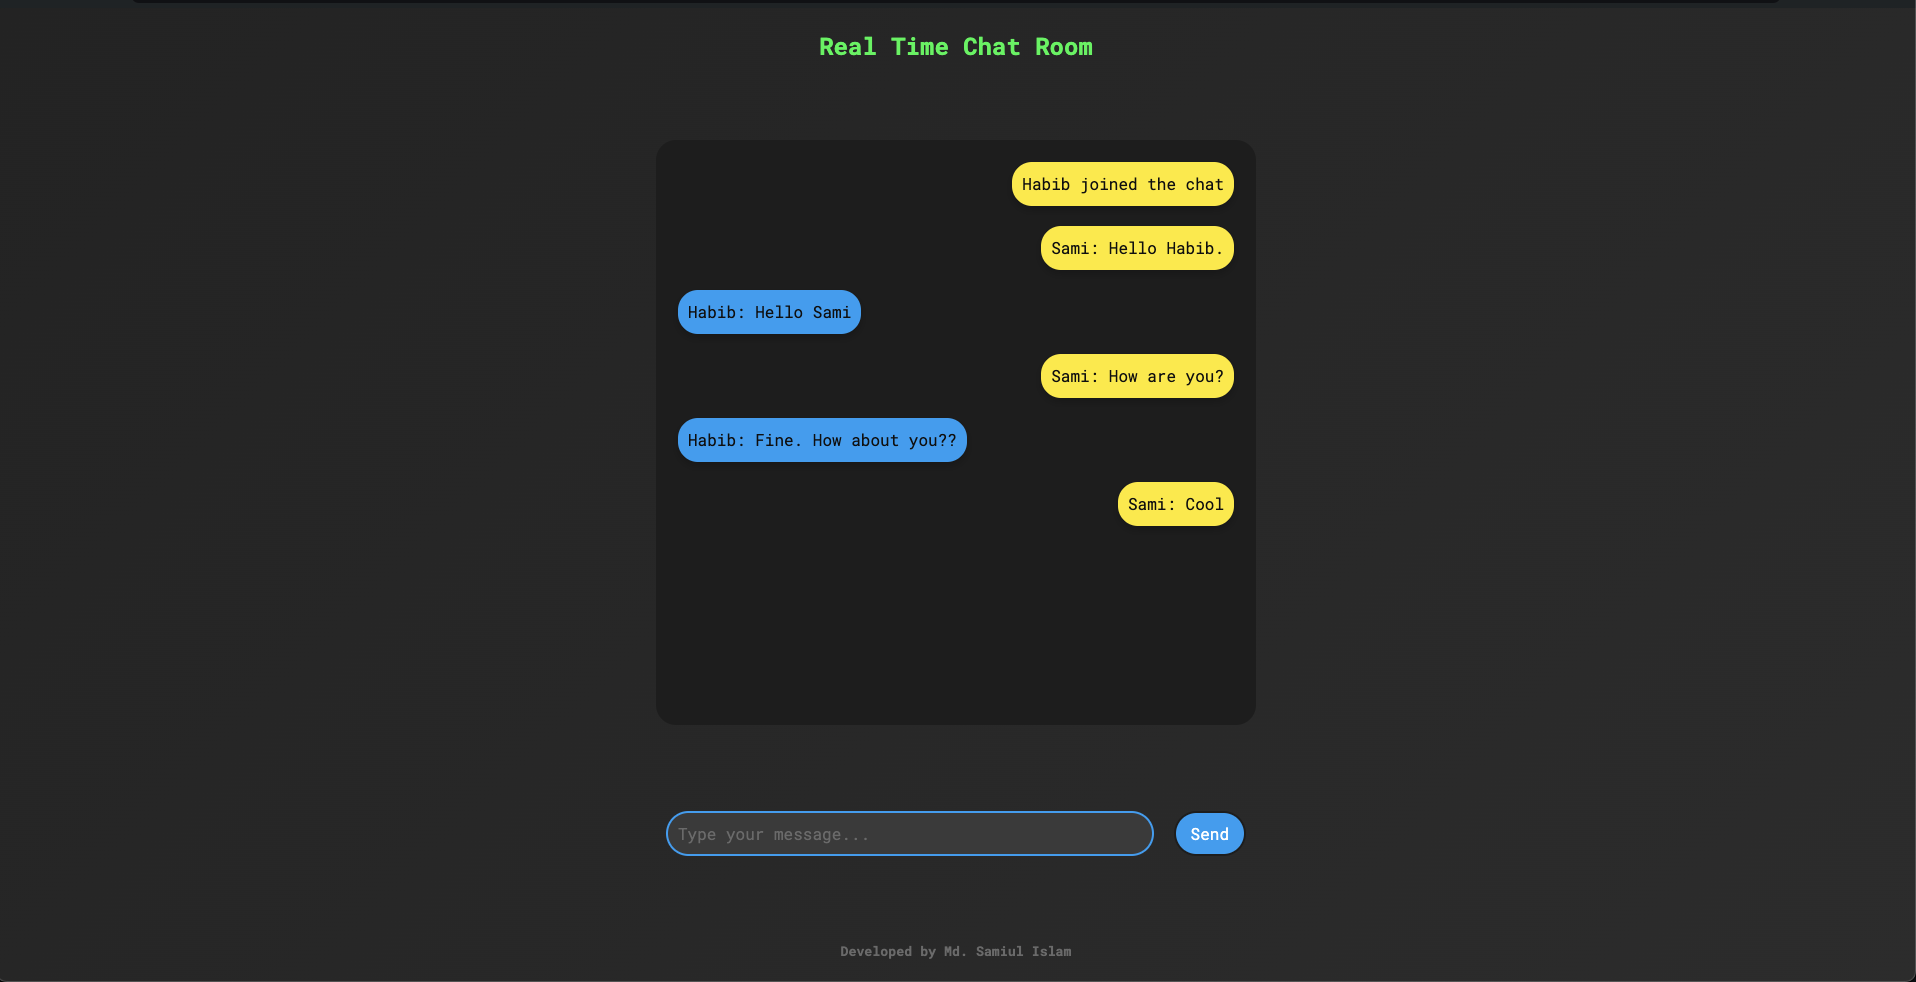 Real Time Chat Room
Habib joined the chat
Sami: Hello Habib.
Habib: Hello Sami
Sami: How are you?
Habib: Fine. How about you??
Sami: Cool
Type your message...
Send
Developed by Md. Samiul Islam